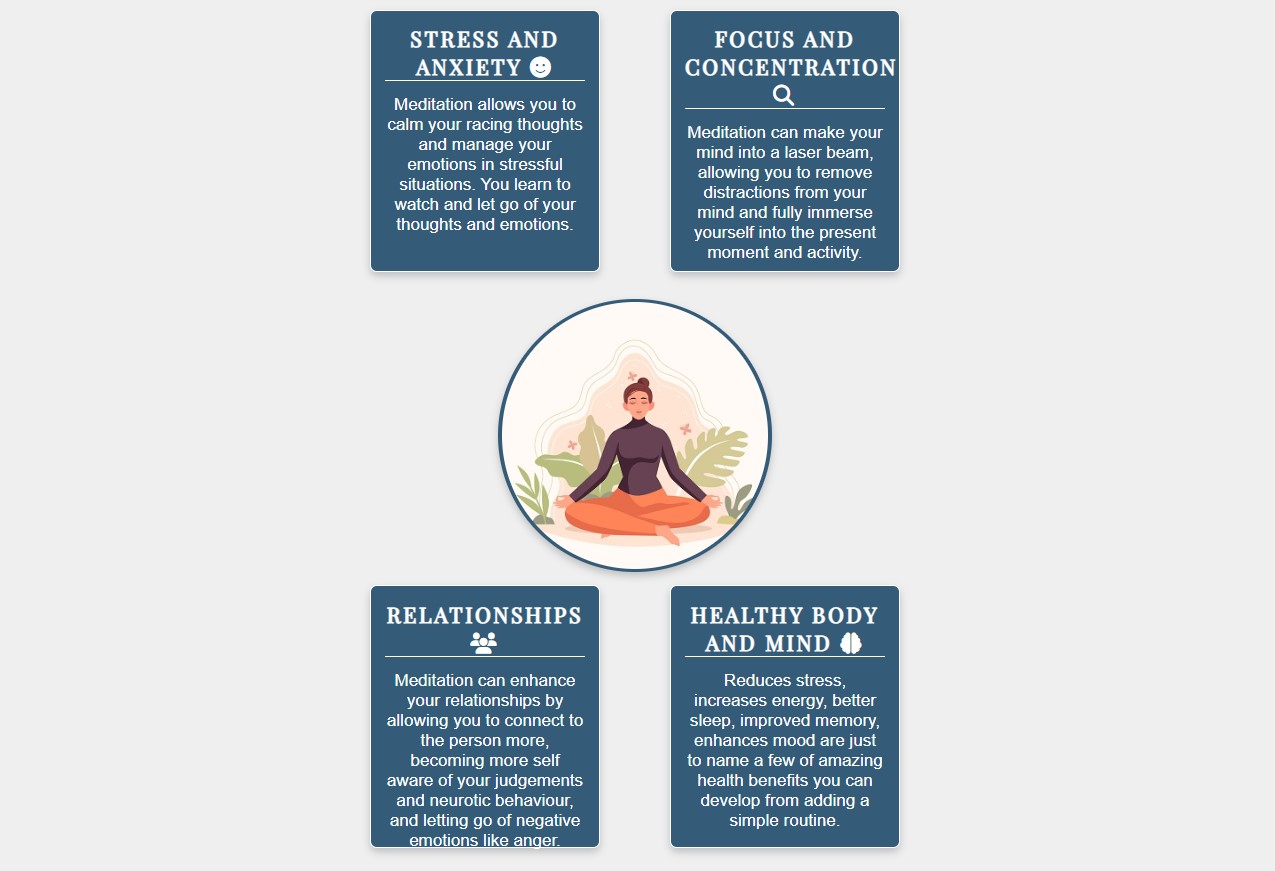 STRESS AND
ANXIETY
Meditation allows you to
calm your racing thoughts
and manage your
emotions in stressful
situations. You learn to
watch and let go of your
thoughts and emotions.
FOCUS AND
CONCENTRATION
Meditation can make your
mind into a laser beam,
allowing you to remove
distractions from your
mind and fully immerse
yourself into the present
moment and activity.
RELATIONSHIPS
Meditation can enhance
your relationships by
allowing you to connect to
the person more,
becoming more self
aware of your judgements
and neurotic behaviour,
and letting go of negative
emotions like anger.
HEALTHY BODY
AND MIND
Reduces stress,
increases energy, better
sleep, improved memory,
enhances mood are just
to name a few of amazing
health benefits you can
develop from adding a
simple routine.